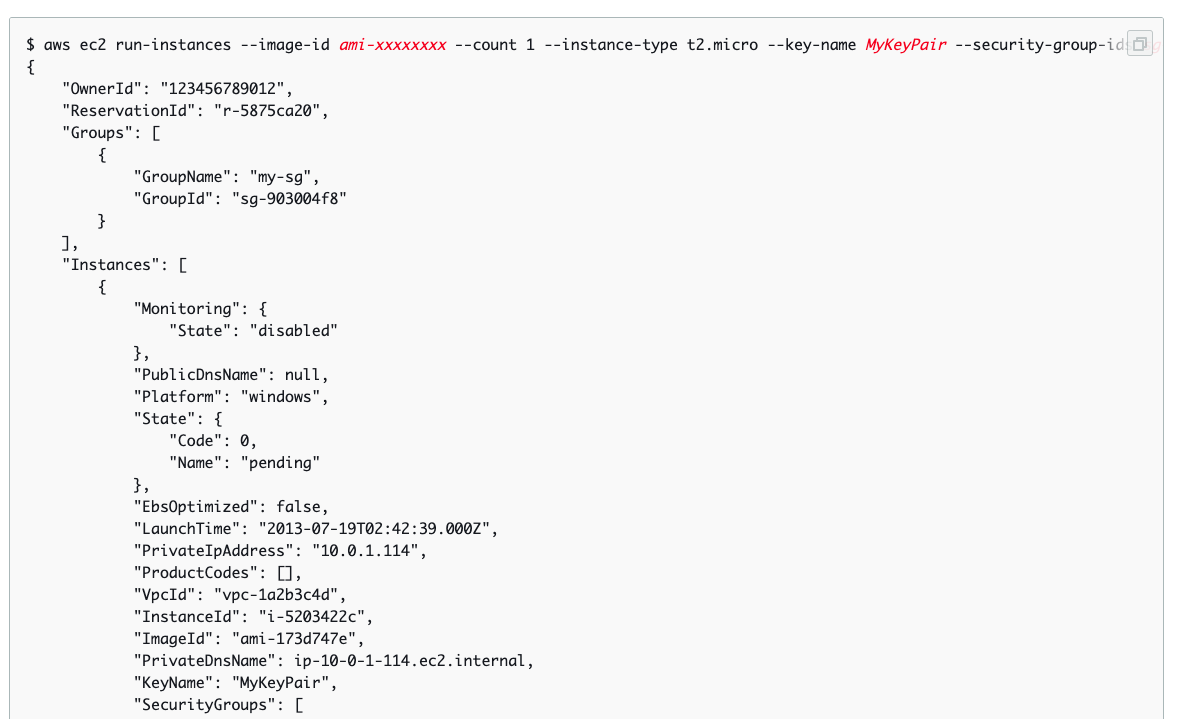 $ aws ec2 run-instances --image-id ami-xxxxxxxx --count 1 --instance-type t2.micro --key-name MyKeyPair --security-group-ids
{
    "OwnerId": "123456789012",
    "ReservationId": "r-5875ca20",
    "Groups": [
        {
            "GroupName": "my-sg",
            "GroupId": "sg-903004f8"
        }
    ],
    "Instances": [
        {
            "Monitoring": {
                "State": "disabled"
            },
            "PublicDnsName": null,
            "Platform": "windows",
            "State": {
                "Code": 0,
                "Name": "pending"
            },
            "EbsOptimized": false,
            "LaunchTime": "2013-07-19T02:42:39.000Z",
            "PrivateIpAddress": "10.0.1.114",
            "ProductCodes": [],
            "VpcId": "vpc-1a2b3c4d",
            "InstanceId": "i-5203422c",
            "ImageId": "ami-173d747e",
            "PrivateDnsName": ip-10-0-1-114.ec2.internal,
            "KeyName": "MyKeyPair",
            "SecurityGroups": [